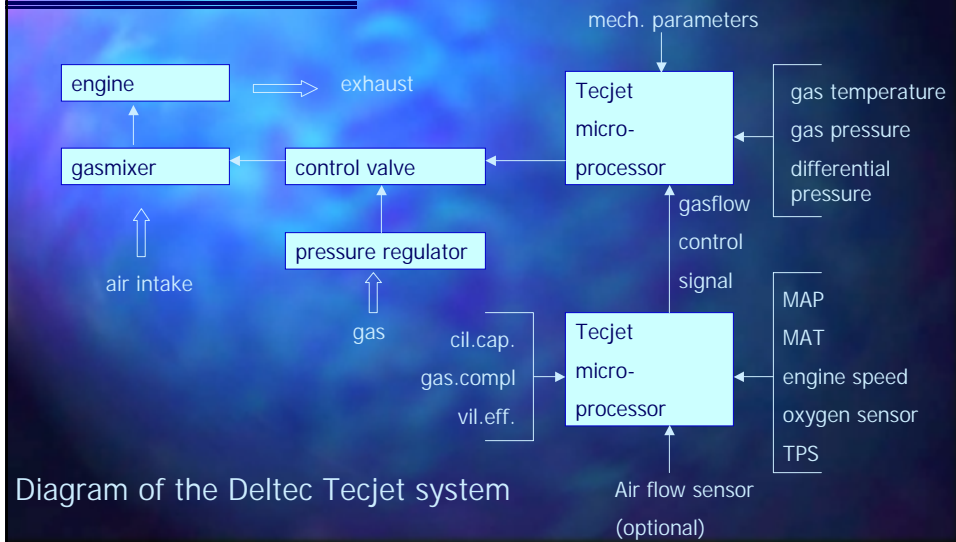 mech. parameters
engine
exhaust
Tecjet
micro-
processor
gas temperature
gas pressure
differential
pressure
gasmixer
control valve
gasflow
control
signal
pressure regulator
air intake
gas
cil.cap.
gas.compl
vil.eff.
Tecjet
micro-
processor
MAP
MAT
engine speed
oxygen sensor
TPS
Diagram of the Deltec Tecjet system
Air flow sensor
(optional)